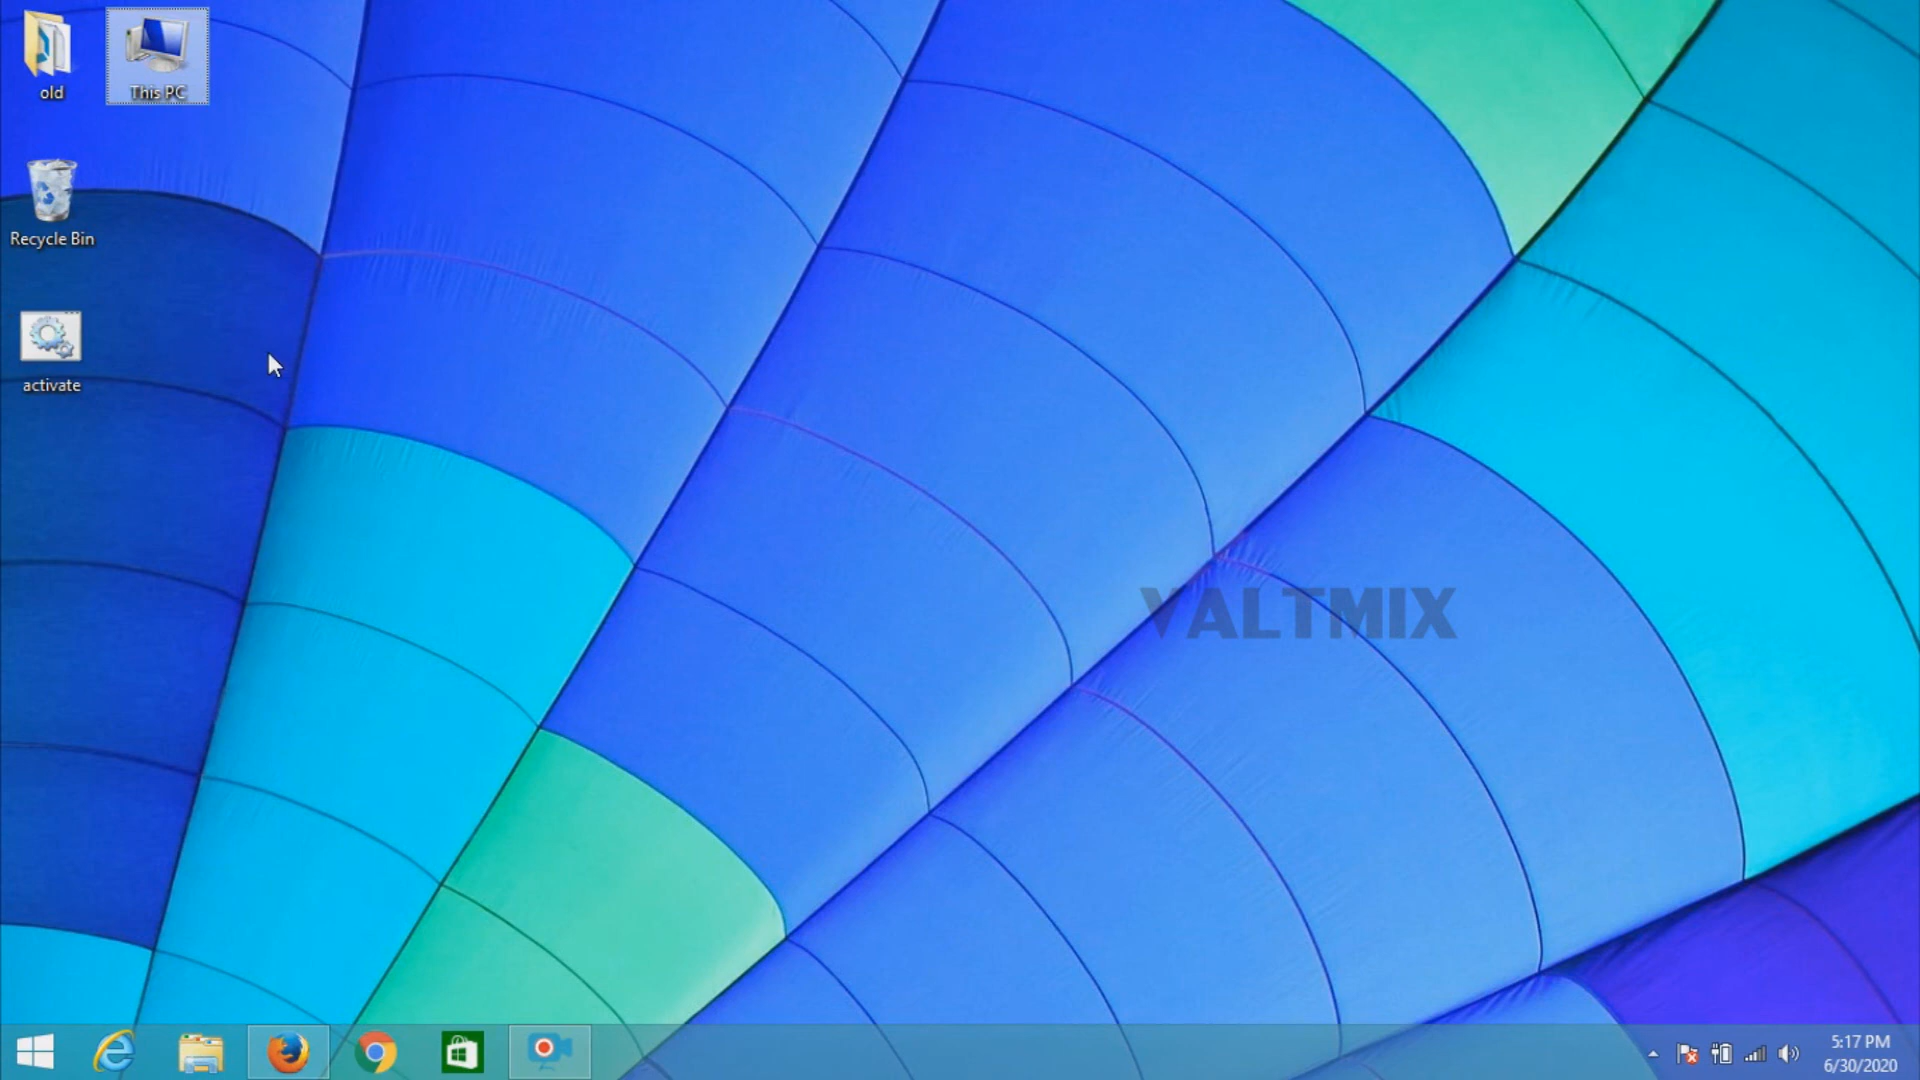 old
This PC
Recycle Bin
activate
VALTMIX
5:17 PM
6/30/2020